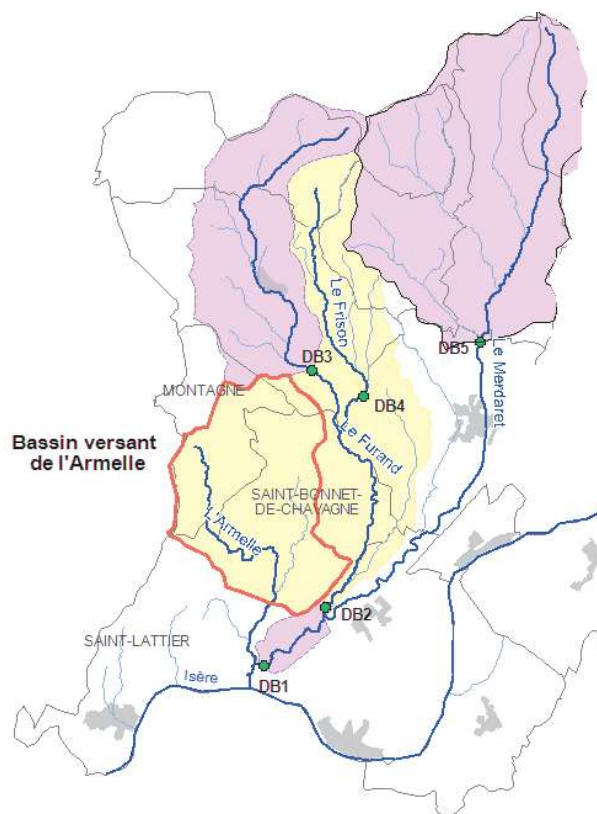 Le Frison
DB3
DB5
Le Merdaret
MONTAGNE
DB4
Le Furand
Bassin versant
de l'Armelle
SAINT-BONNET-
DE-CHAVAGNE
L'Armelle
DB2
SAINT-LATTIER
Isère
DB1